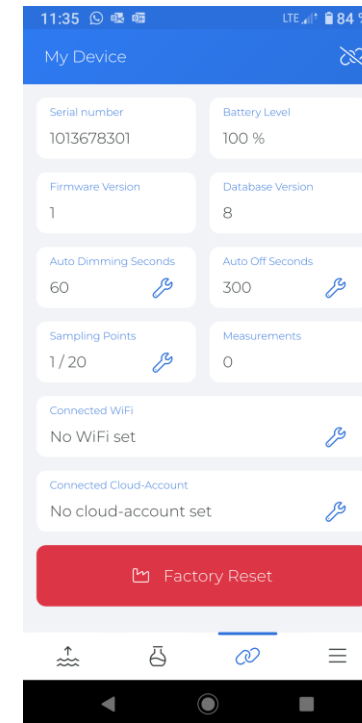 11:35 LTE 84 %
My Device
Serial number Battery Level
1013678301 100 %
Firmware Version Database Version
1 8
Auto Dimming Seconds Auto Off Seconds
60 300
Sampling Points Measurements
1 / 20 0
Connected WiFi
No WiFi set
Connected Cloud-Account
No cloud-account set
Factory Reset